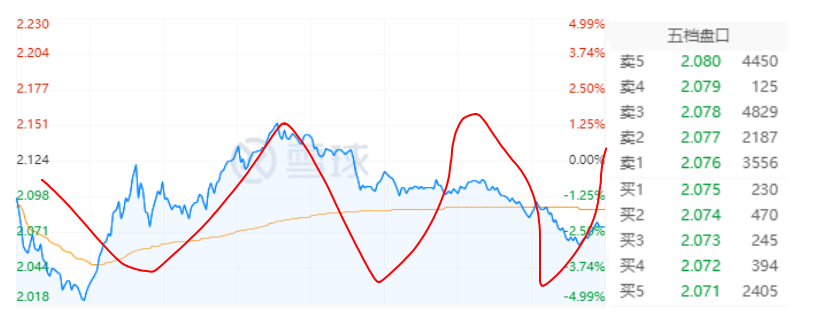 2.230 4.99%
2.204 3.74%
2.177 2.50%
2.151 1.25%
2.124 0.00%
2.098 -1.25%
2.071 -2.50%
2.044 -3.74%
2.018 -4.99%
雪球
五档盘口
卖5 2.080 4450
卖4 2.079 125
卖3 2.078 4829
卖2 2.077 2187
卖1 2.076 3556
买1 2.075 230
买2 2.074 470
买3 2.073 245
买4 2.072 394
买5 2.071 2405